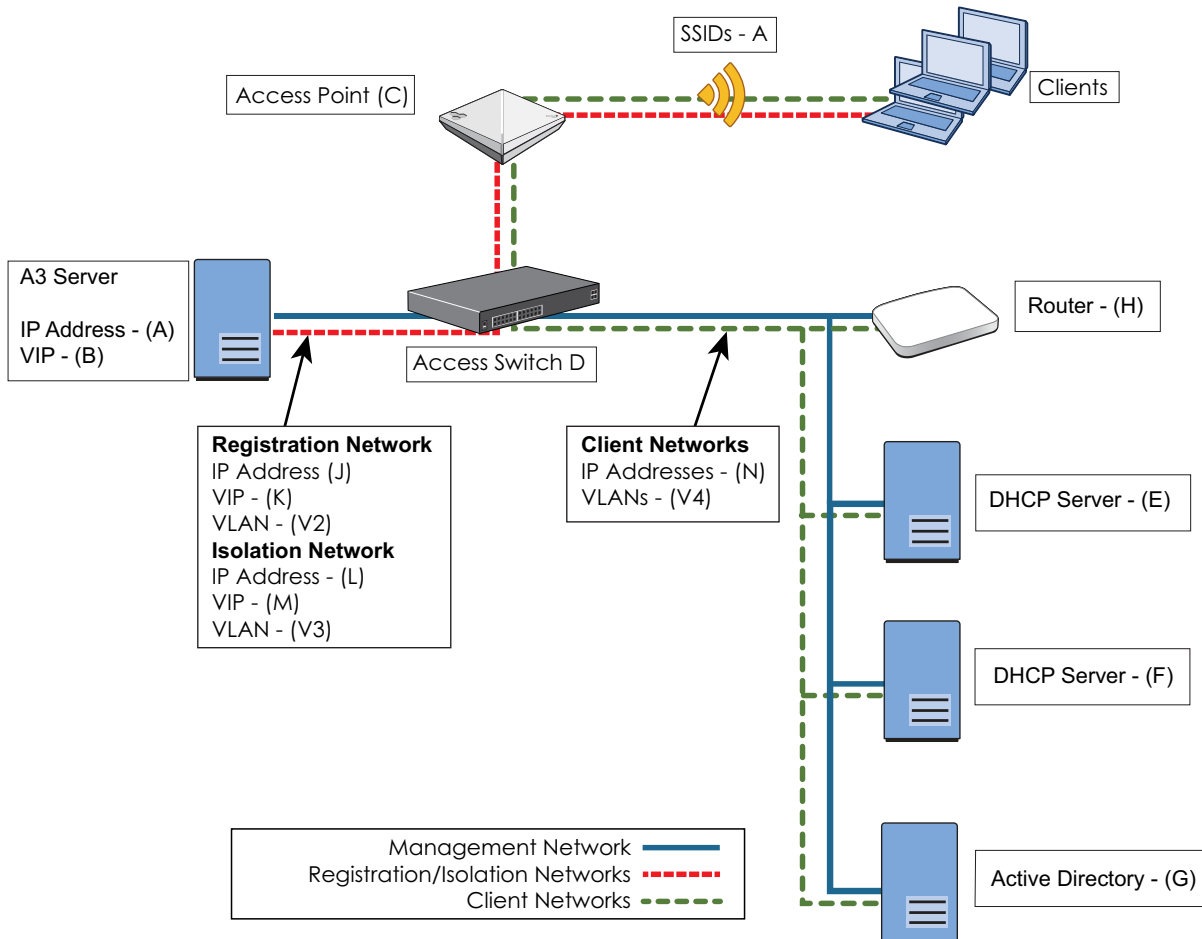 SSIDs - A
Access Point (C)
Clients
A3 Server
IP Address - (A)
VIP - (B)
Access Switch D
Router - (H)
Registration Network
IP Address (J)
VIP - (K)
VLAN - (V2)
Isolation Network
IP Address - (L)
VIP - (M)
VLAN - (V3)
Client Networks
IP Addresses - (N)
VLANs - (V4)
DHCP Server - (E)
DHCP Server - (F)
Active Directory - (G)
Management Network
Registration/Isolation Networks
Client Networks